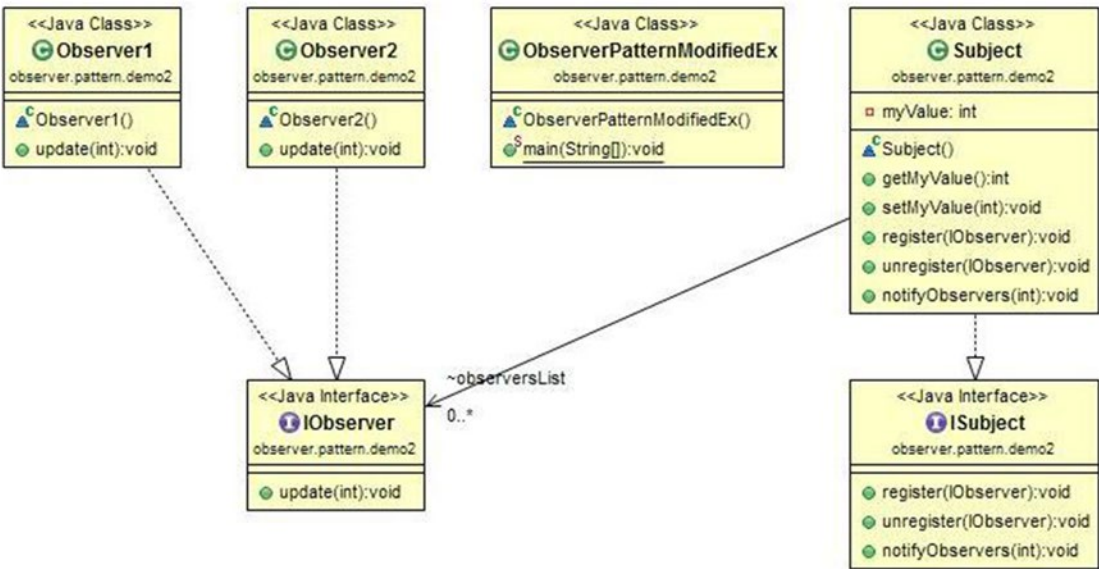 <<Java Class>>
Observer1
observer.pattern.demo2
Observer1()
update(int):void
<<Java Class>>
Observer2
observer.pattern.demo2
Observer2()
update(int):void
<<Java Class>>
ObserverPatternModifiedEx
observer.pattern.demo2
ObserverPatternModifiedEx()
main(String[]):void
<<Java Class>>
Subject
observer.pattern.demo2
myValue: int
Subject()
getMyValue():int
setMyValue(int):void
register(IObserver):void
unregister(IObserver):void
notifyObservers(int):void
~observersList
0..*
<<Java Interface>>
IObserver
observer.pattern.demo2
update(int):void
<<Java Interface>>
ISubject
observer.pattern.demo2
register(IObserver):void
unregister(IObserver):void
notifyObservers(int):void